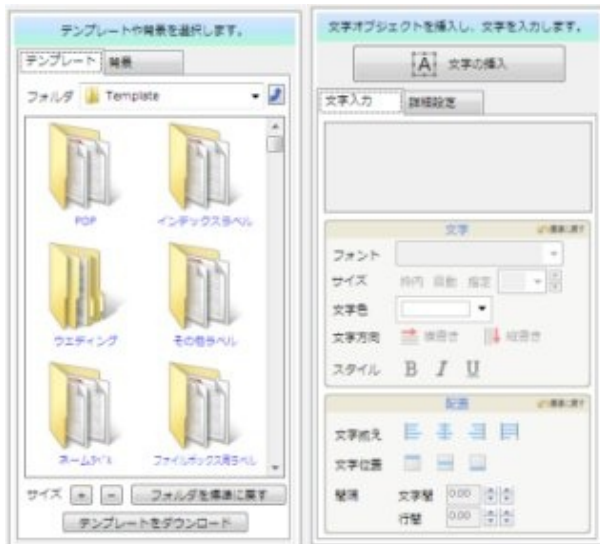 テンプレートや背景を選択します。
テンプレート 背景
フォルダ Template
POP インデックスラベル
ウエディング その他ラベル
ネームタグ・バス ファイルボックス用ラベル
サイズ + - フォルダを標準に戻す
テンプレートをダウンロード
文字オブジェクトを挿入し、文字を入力します。
A 文字の挿入
文字入力 詳細設定
文字 標準に戻す
フォント
サイズ 枠内 自動 指定
文字色
文字方向 横書き 縦書き
スタイル B I U
配置 標準に戻す
文字揃え
文字位置
間隔 文字間 0.00
行間 0.00